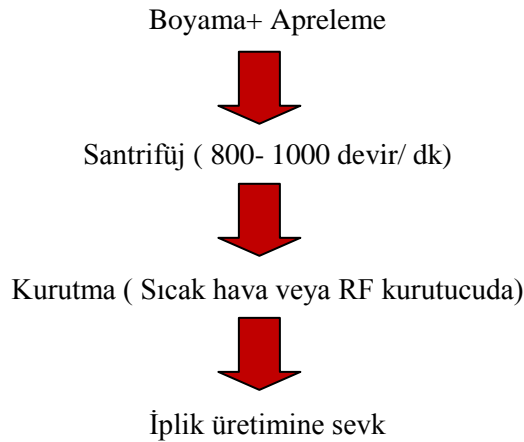 Boyama+ Apreleme
Santrifüj ( 800- 1000 devir/ dk)
Kurutma ( Sıcak hava veya RF kurutucuda)
İplik üretimine sevk